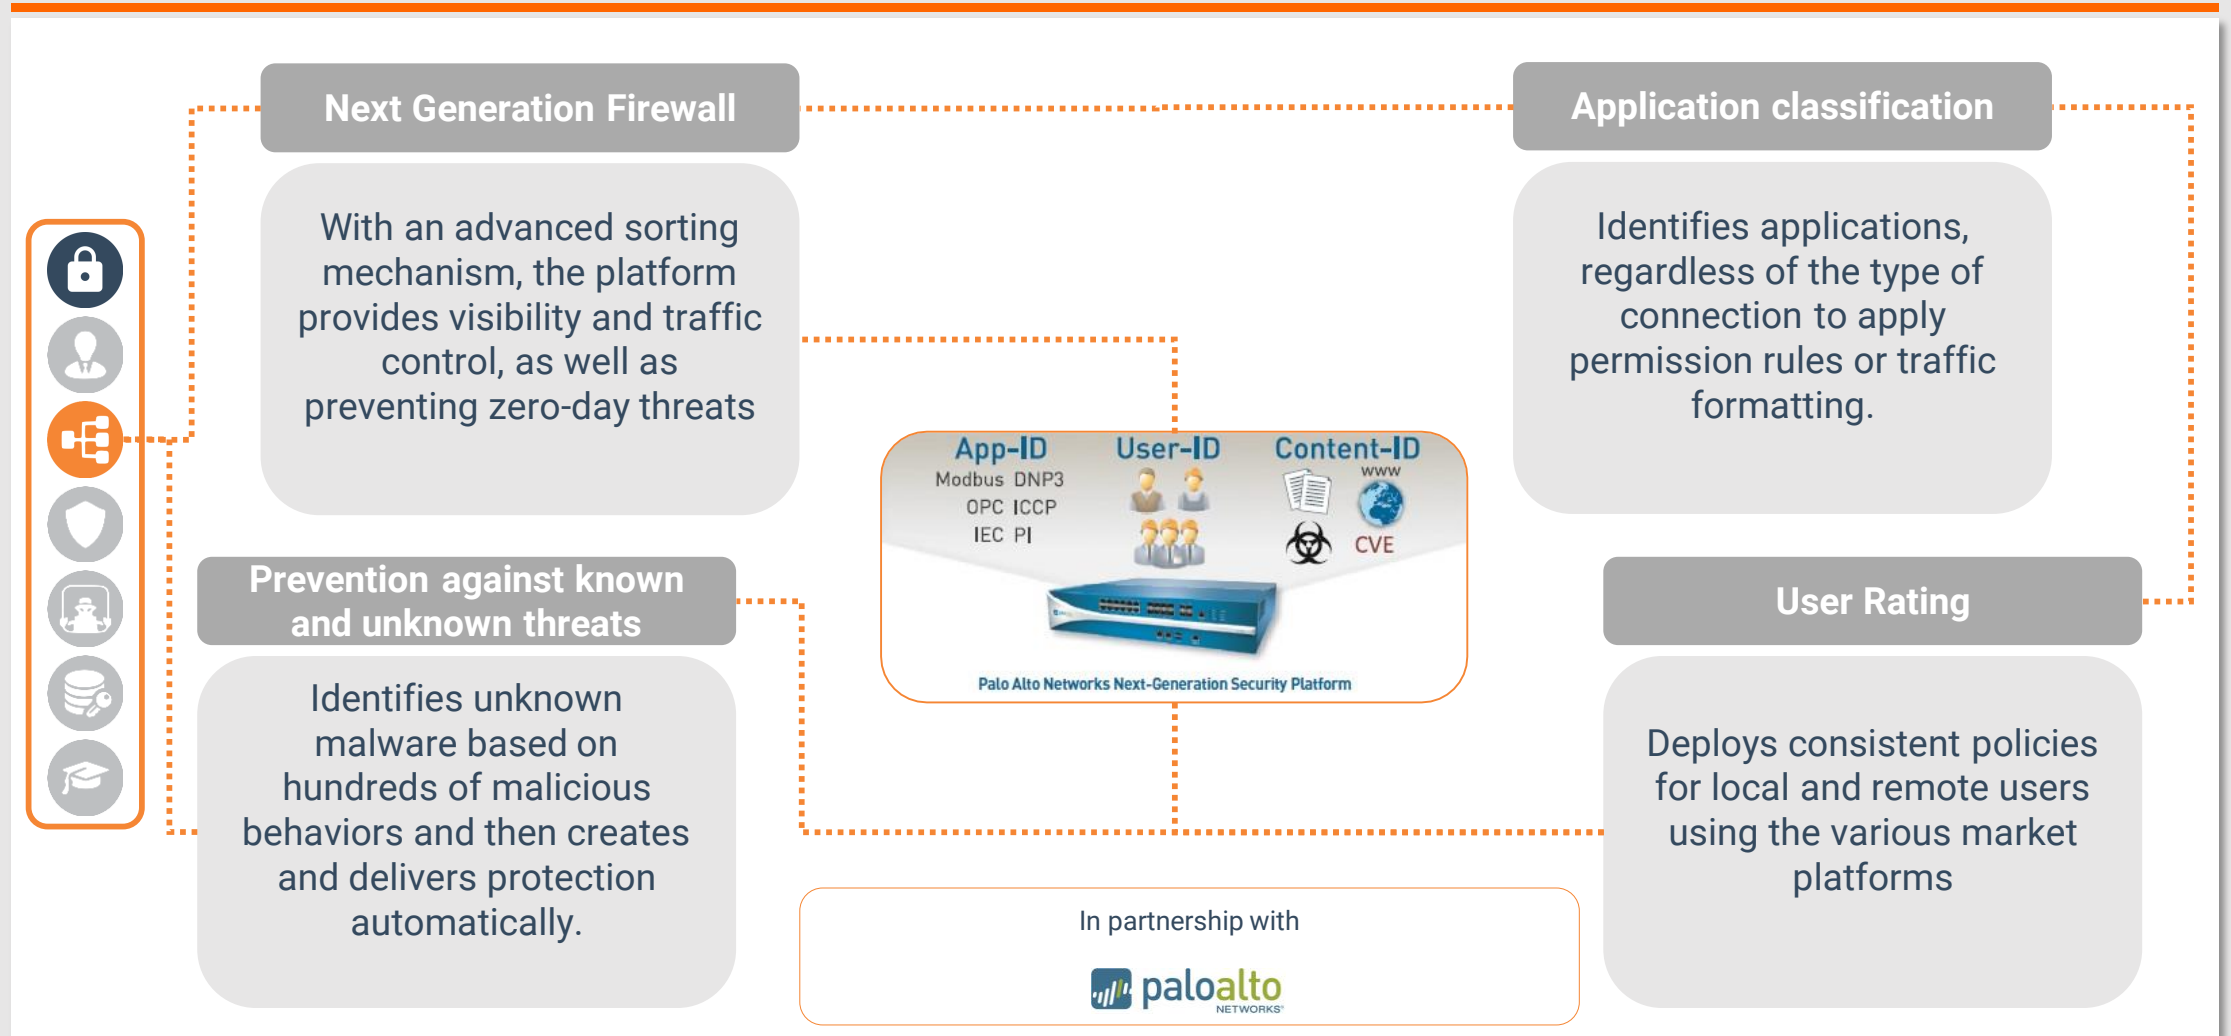 Next Generation Firewall
With an advanced sorting
mechanism, the platform
provides visibility and traffic
control, as well as
preventing zero-day threats
Application classification
Identifies applications,
regardless of the type of
connection to apply
permission rules or traffic
formatting.
App-ID
Modbus DNP3
OPC ICCP
IEC PI
User-ID
Content-ID
www
CVE
Palo Alto Networks Next-Generation Security Platform
Prevention against known
and unknown threats
Identifies unknown
malware based on
hundreds of malicious
behaviors and then creates
and delivers protection
automatically.
User Rating
Deploys consistent policies
for local and remote users
using the various market
platforms
In partnership with
paloalto
NETWORKS®